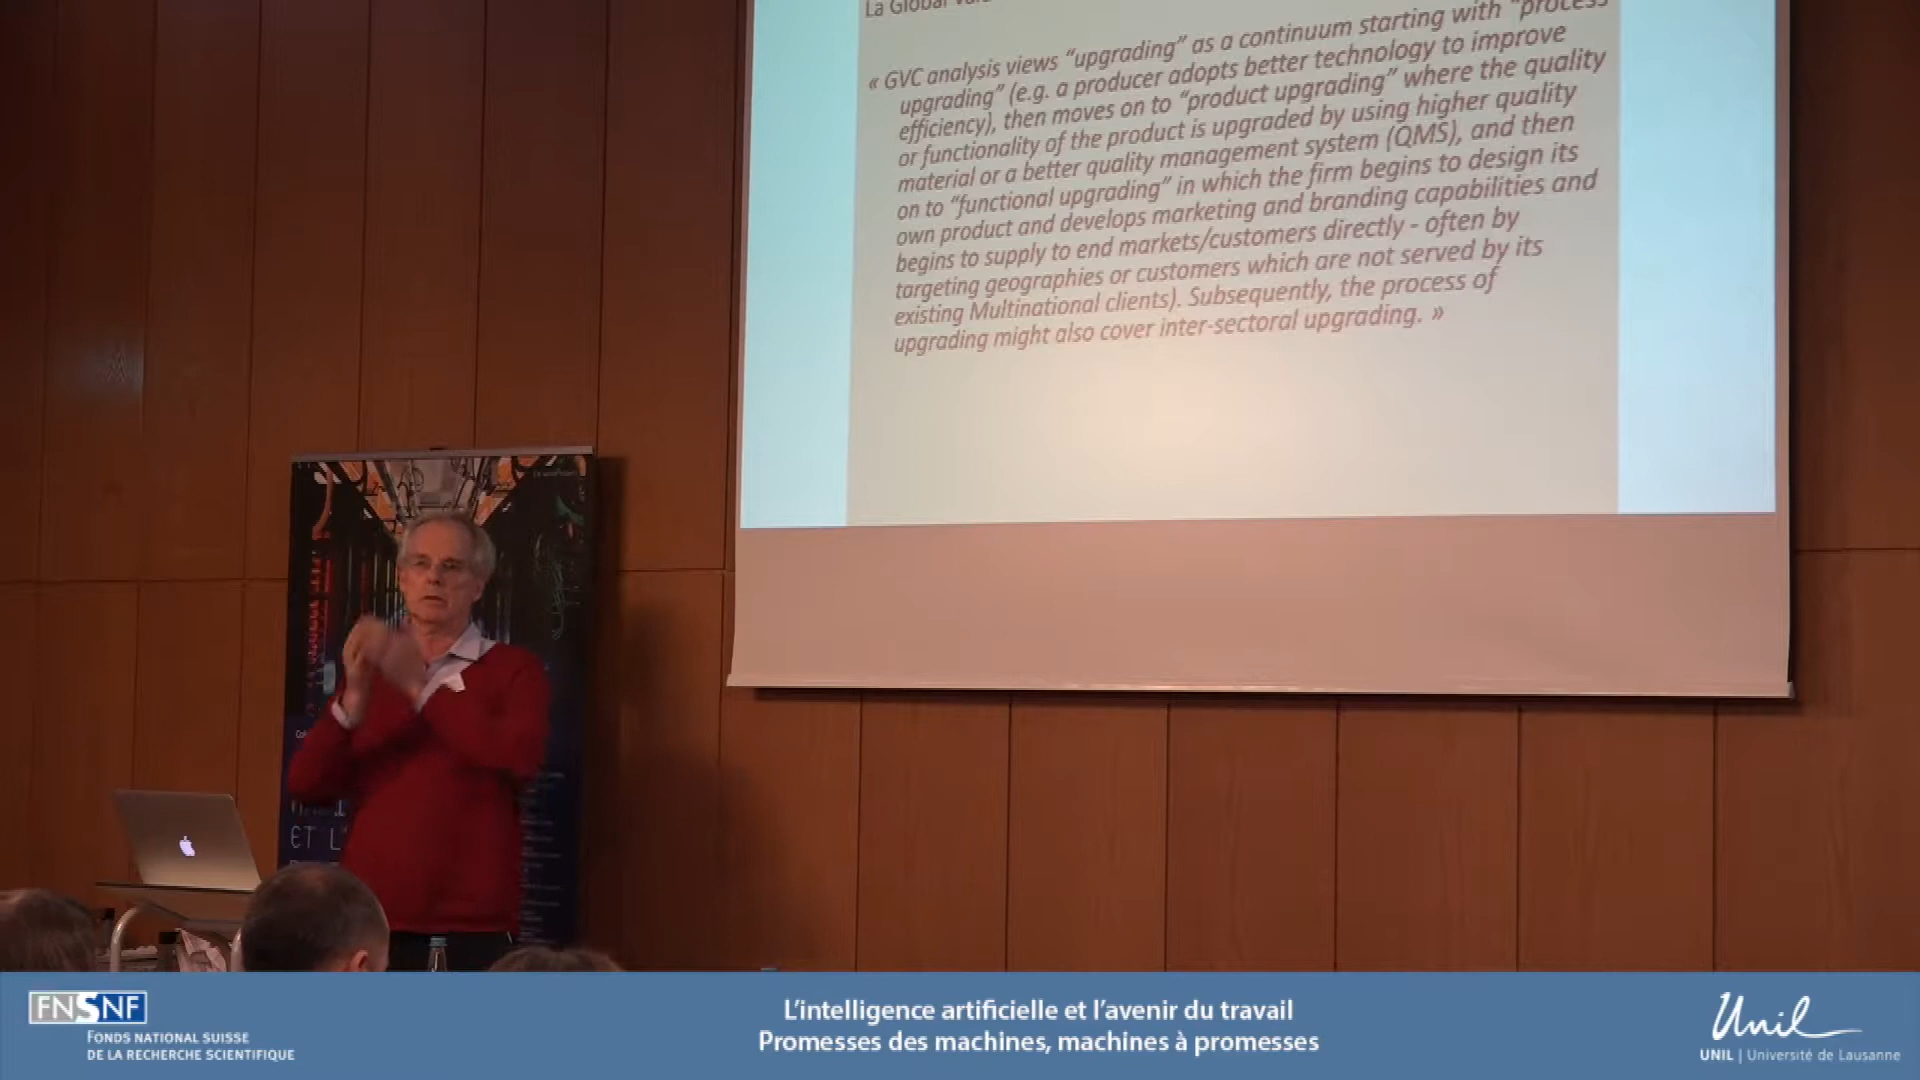 La Global
« GVC analysis views “upgrading” as a continuum starting with “process
upgrading” (e.g. a producer adopts better technology to improve
efficiency), then moves on to “product upgrading” where the quality
or functionality of the product is upgraded by using higher quality
material or a better quality management system (QMS), and then
on to “functional upgrading” in which the firm begins to design its
own product and develops marketing and branding capabilities and
begins to supply to end markets/customers directly - often by
targeting geographies or customers which are not served by its
existing Multinational clients). Subsequently, the process of
upgrading might also cover inter-sectoral upgrading. »
ET L'
FNSNF
FONDS NATIONAL SUISSE
DE LA RECHERCHE SCIENTIFIQUE
L’intelligence artificielle et l’avenir du travail
Promesses des machines, machines à promesses
Unil
UNIL | Université de Lausanne